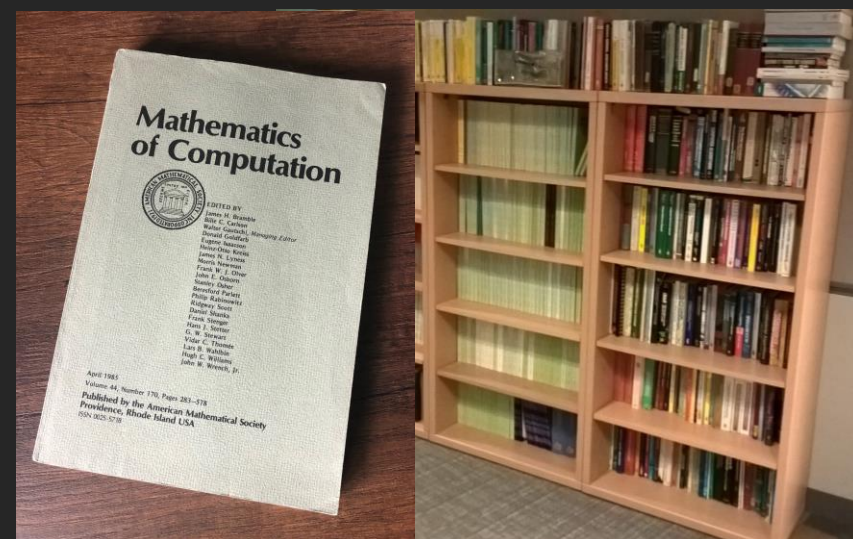 Mathematics
of Computation
AMERICAN MATHEMATICAL SOCIETY
EDITED BY
James H. Bramble
Bille C. Carlson
Walter Gautschi, Managing Editor
Donald Goldfarb
Eugene Isaacson
Heinz-Otto Kreiss
James N. Lyness
Morris Newman
Frank W. J. Olver
John E. Osborn
Stanley Osher
Beresford Parlett
Philip Rabinowitz
Ridgway Scott
Daniel Shanks
Frank Stenger
Hans J. Stetter
G. W. Stewart
Vidar C. Thomée
Lars B. Wahlbin
Hugh C. Williams
John W. Wrench, Jr.
April 1985
Volume 44, Number 170, Pages 283–578
Published by the American Mathematical Society
Providence, Rhode Island USA
ISSN 0025-5718